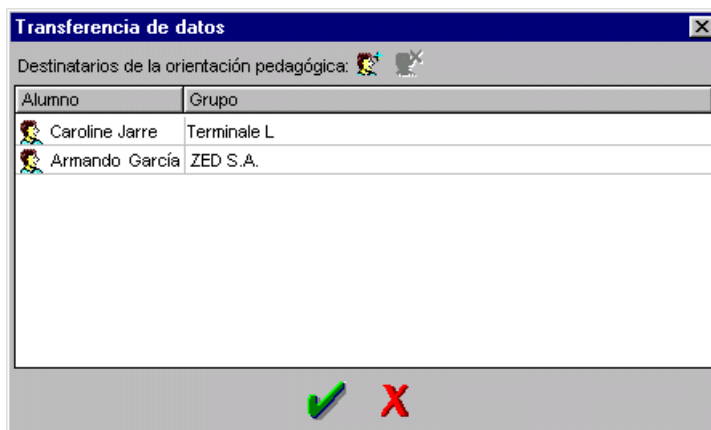 Transferencia de datos
Destinatarios de la orientación pedagógica:
Alumno Grupo
Caroline Jarre Terminale L
Armando García ZED S.A.